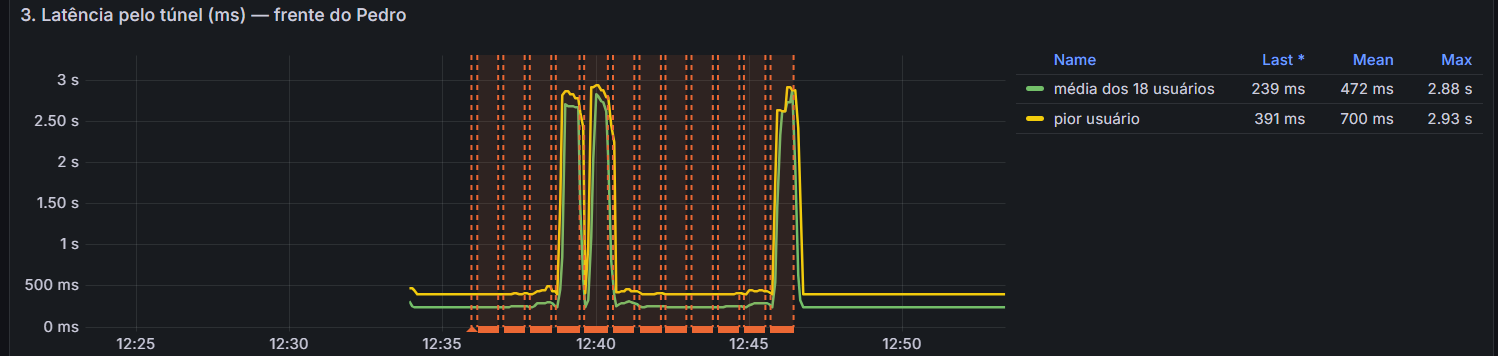 3. Latência pelo túnel (ms) — frente do Pedro
Name Last * Mean Max
média dos 18 usuários 239 ms 472 ms 2.88 s
pior usuário 391 ms 700 ms 2.93 s
3 s
2.50 s
2 s
1.50 s
1 s
500 ms
0 ms
12:25 12:30 12:35 12:40 12:45 12:50